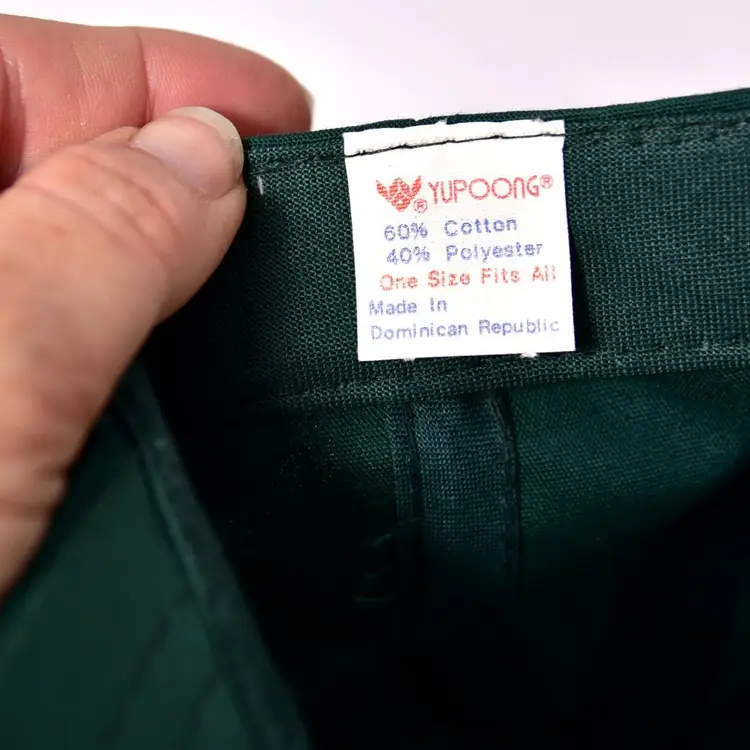 ® YUPOONG®
60% Cotton
40% Polyester
One Size Fits All
Made In
Dominican Republic